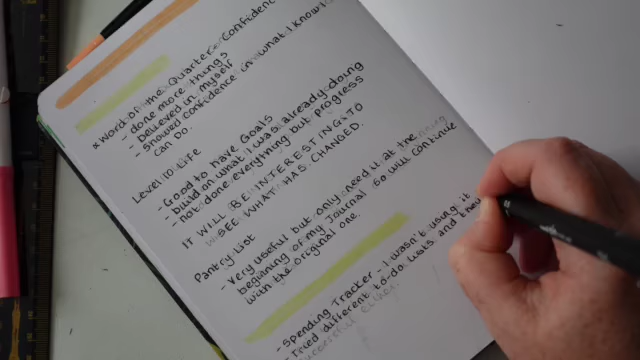 * Word of the Quarter - Confidence
- done more things
- believed in myself
- Showed confidence in what I know I
can do.
Level 10 Life
- Good to have Goals
- build on what I was already doing
- not done everything but progress
IT WILL BE INTERESTING TO
SEE WHAT HAS CHANGED.
Pantry List
- Very useful but only need it at the
beginning of my Journal so will continue
with the original one.
- Spending Tracker - I wasn't using it
- Tried different to-do lists and